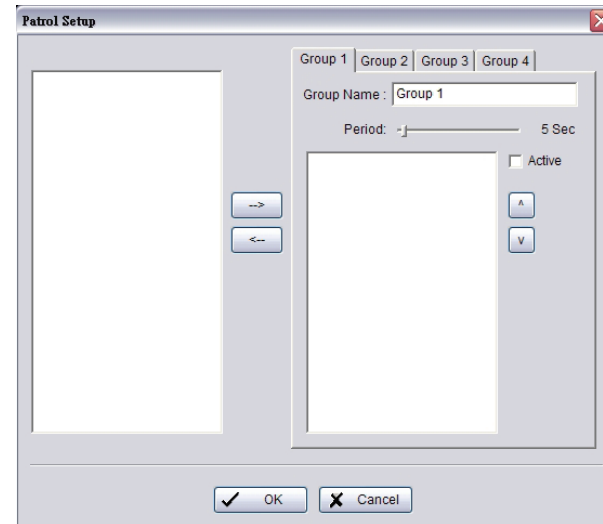 Patrol Setup
Group 1 Group 2 Group 3 Group 4
Group Name : Group 1
Period: 5 Sec
Active
-->
^
<--
v
OK Cancel